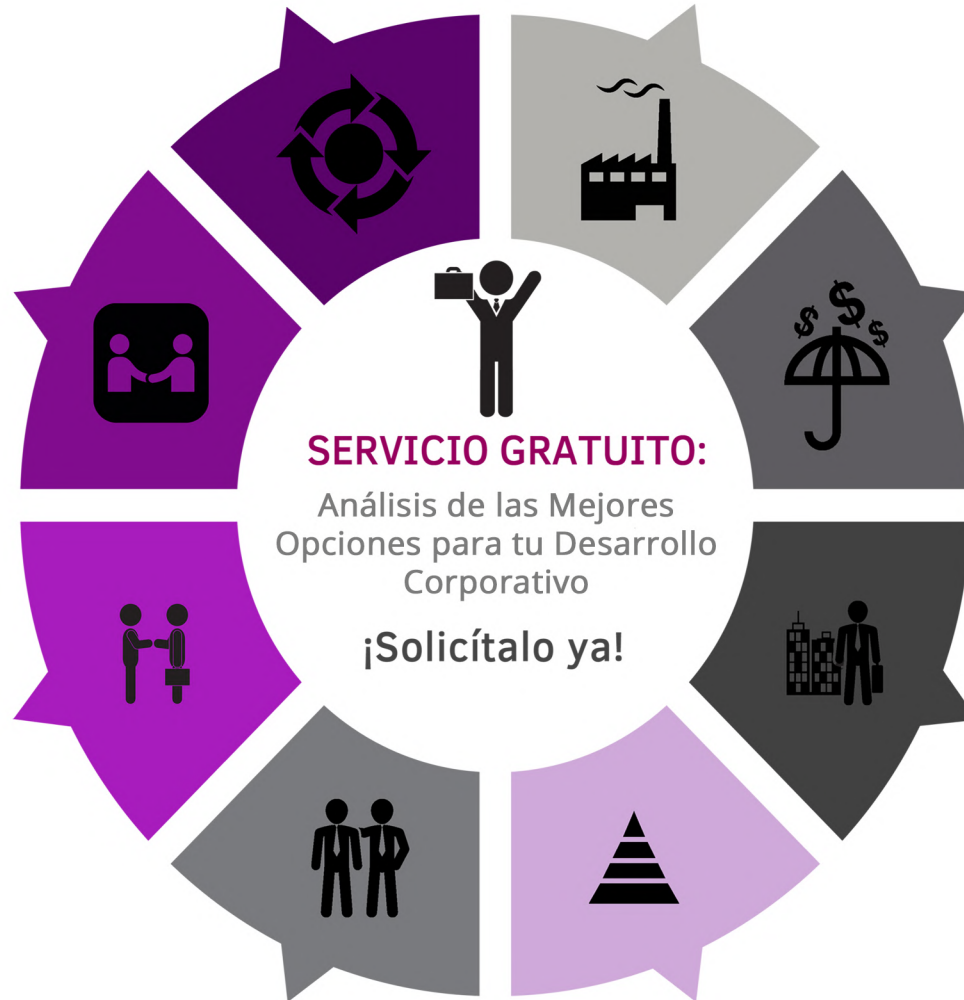 SERVICIO GRATUITO:
Análisis de las Mejores
Opciones para tu Desarrollo
Corporativo
¡Solicítalo ya!